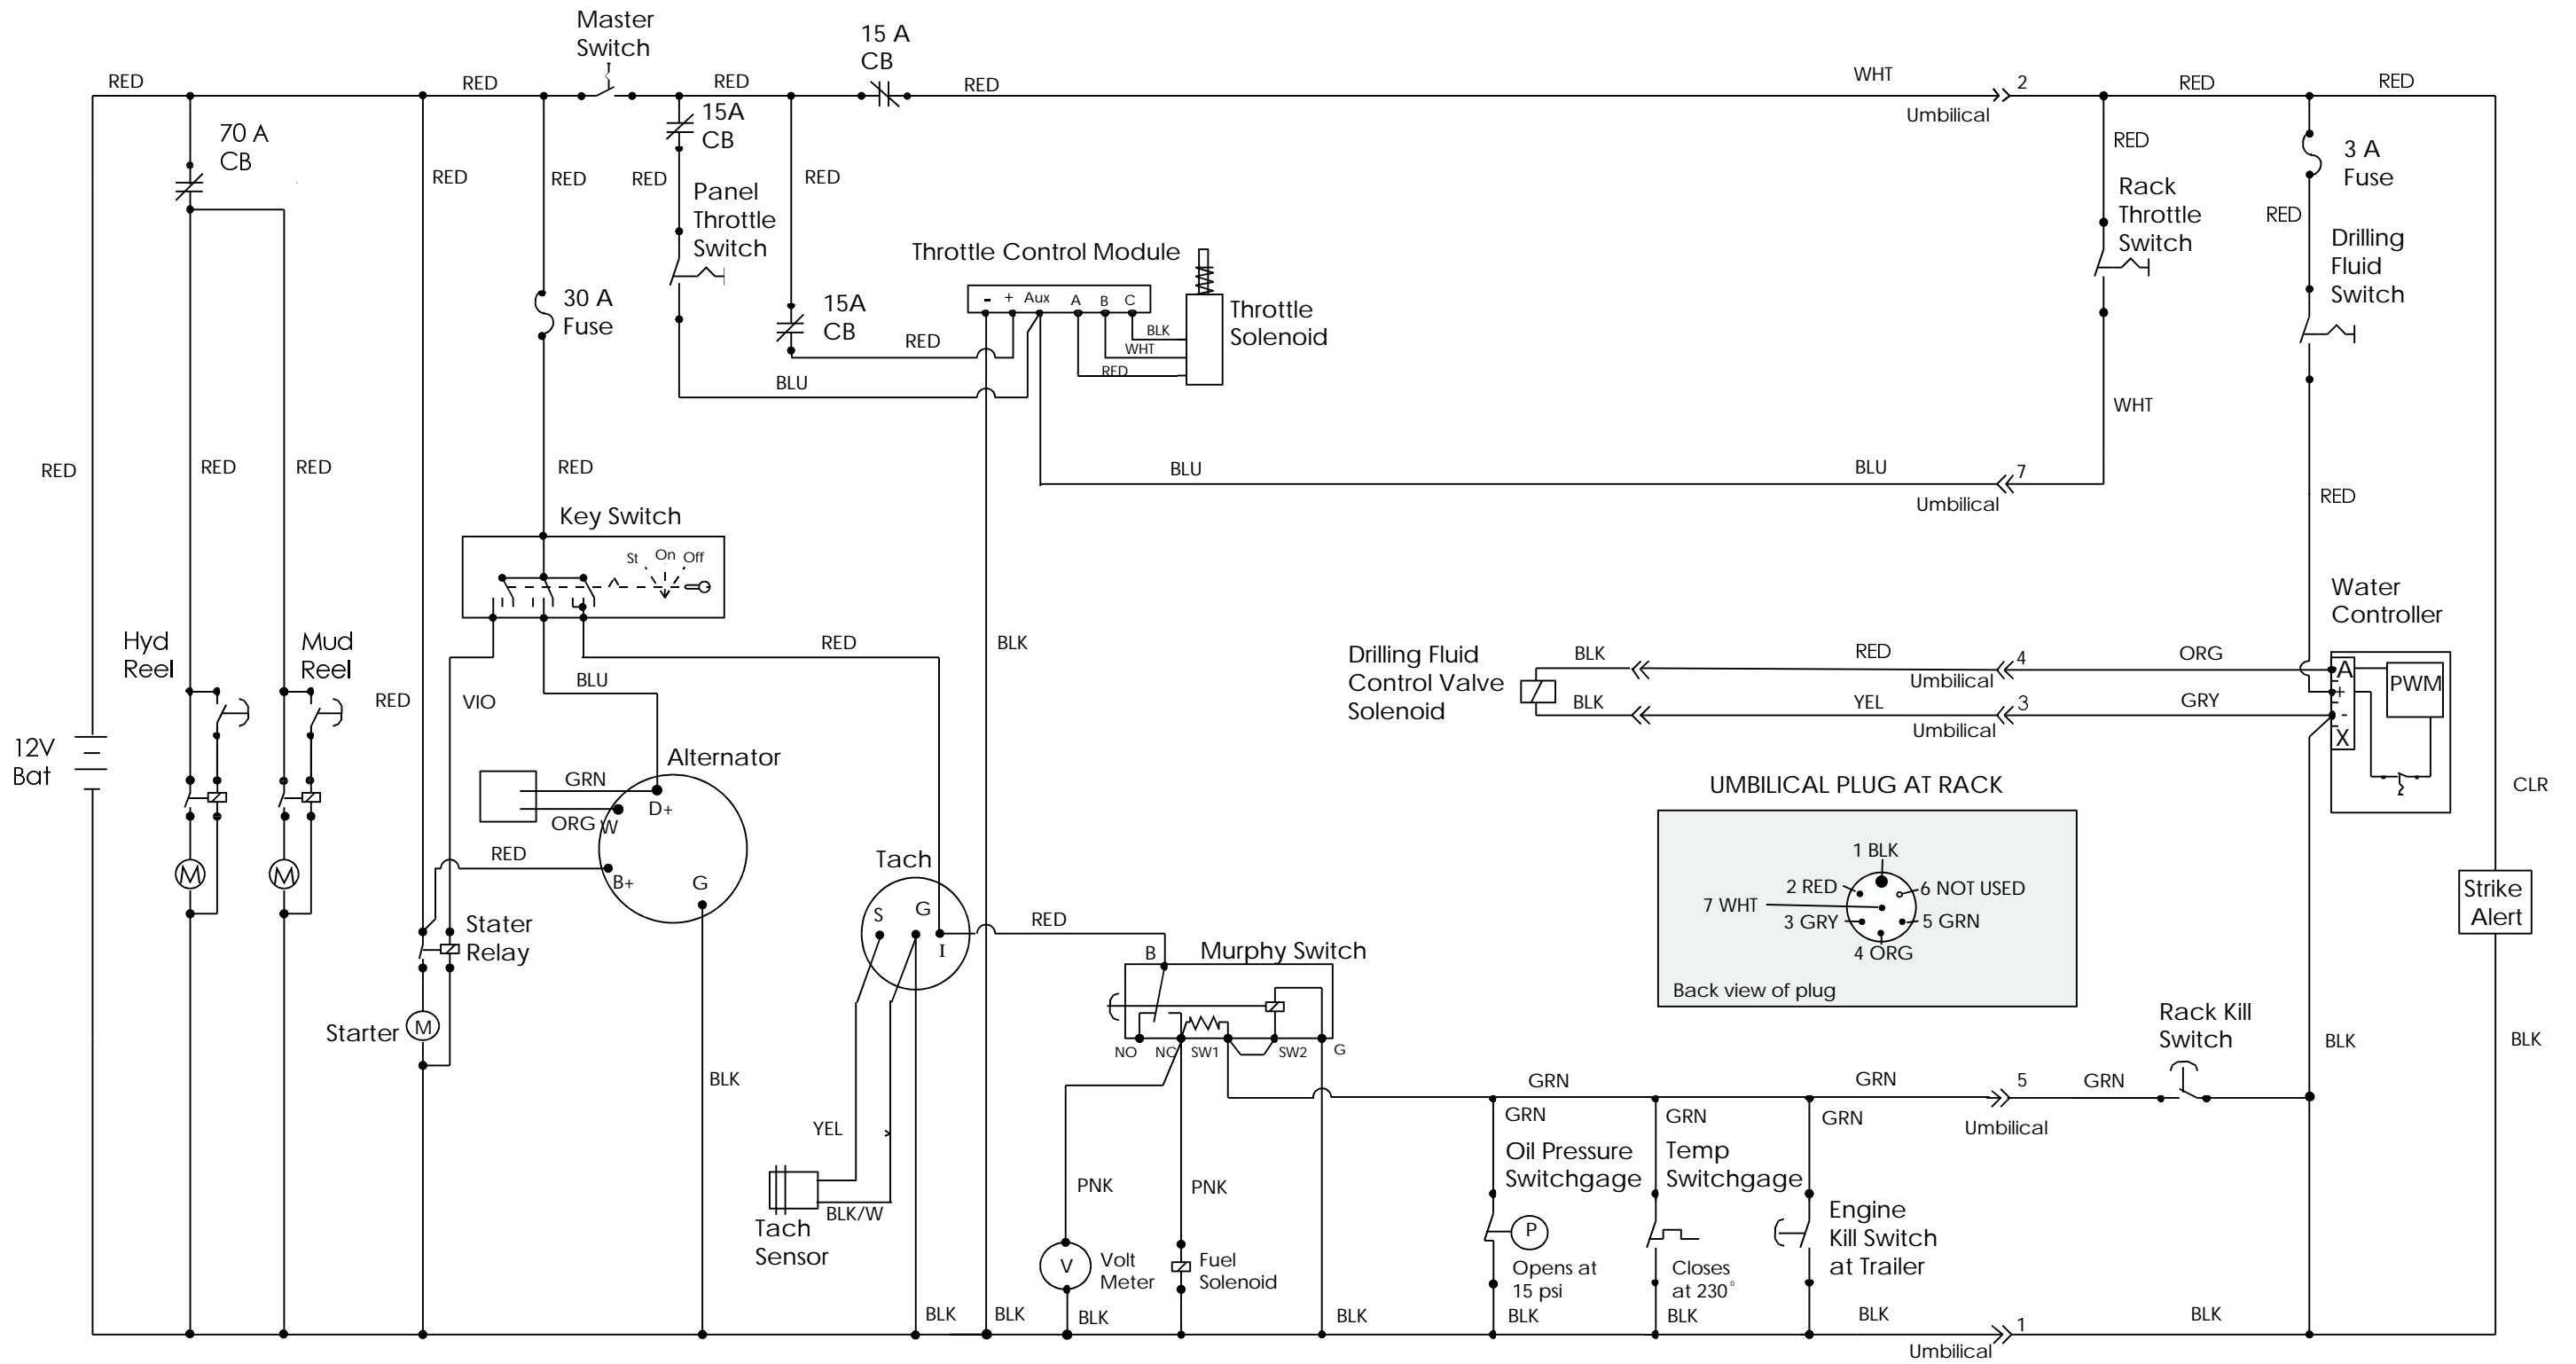 Master
Switch
15 A
CB
RED
RED
RED
RED
WHT
2
Umbilical
RED
RED
70 A
CB
15A
CB
RED
RED
RED
RED
Panel
Throttle
Switch
RED
Rack
Throttle
Switch
3 A
Fuse
RED
Drilling
Fluid
Switch
Throttle Control Module
- + Aux A B C
30 A
Fuse
15A
CB
Throttle
Solenoid
BLK
WHT
RED
RED
BLU
WHT
RED
RED
RED
RED
BLU
BLU
7
Umbilical
RED
Key Switch
St On Off
Hyd
Reel
Mud
Reel
RED
BLK
Water
Controller
Drilling Fluid
Control Valve
Solenoid
BLK
RED
4
Umbilical
ORG
BLK
YEL
3
Umbilical
GRY
A
+
-
X
PWM
RED
VIO
BLU
12V
Bat
Alternator
GRN
ORG
W
D+
RED
B+
G
UMBILICAL PLUG AT RACK
1 BLK
2 RED
6 NOT USED
7 WHT
3 GRY
5 GRN
4 ORG
Back view of plug
CLR
Strike
Alert
Tach
S
G
I
RED
Stater
Relay
Murphy Switch
B
NO
NC
SW1
SW2
G
Starter
M
M
M
Rack Kill
Switch
BLK
BLK
BLK
GRN
GRN
5
GRN
Umbilical
GRN
GRN
GRN
YEL
BLK/W
Tach
Sensor
PNK
PNK
Oil Pressure
Switchgage
Temp
Switchgage
Engine
Kill Switch
at Trailer
P
V
Volt
Meter
Fuel
Solenoid
Opens at
15 psi
Closes
at 230°
BLK
BLK
BLK
BLK
BLK
BLK
BLK
1
Umbilical
BLK